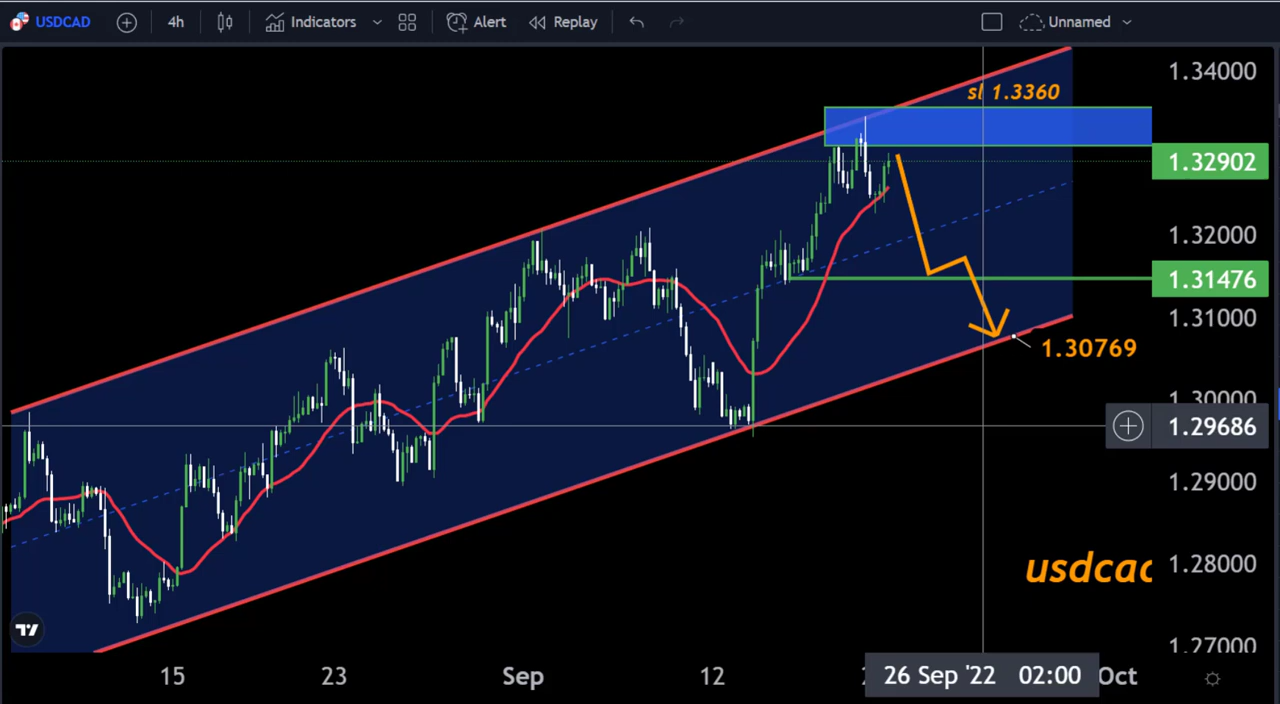 USDCAD 4h Indicators Alert Replay Unnamed
1.34000
sl 1.3360
1.32902
1.32000
1.31476
1.31000
1.30769
1.30000
1.29686
1.29000
usdcad
1.28000
1.27000
15 23 Sep 12 26 Sep '22 02:00 Oct